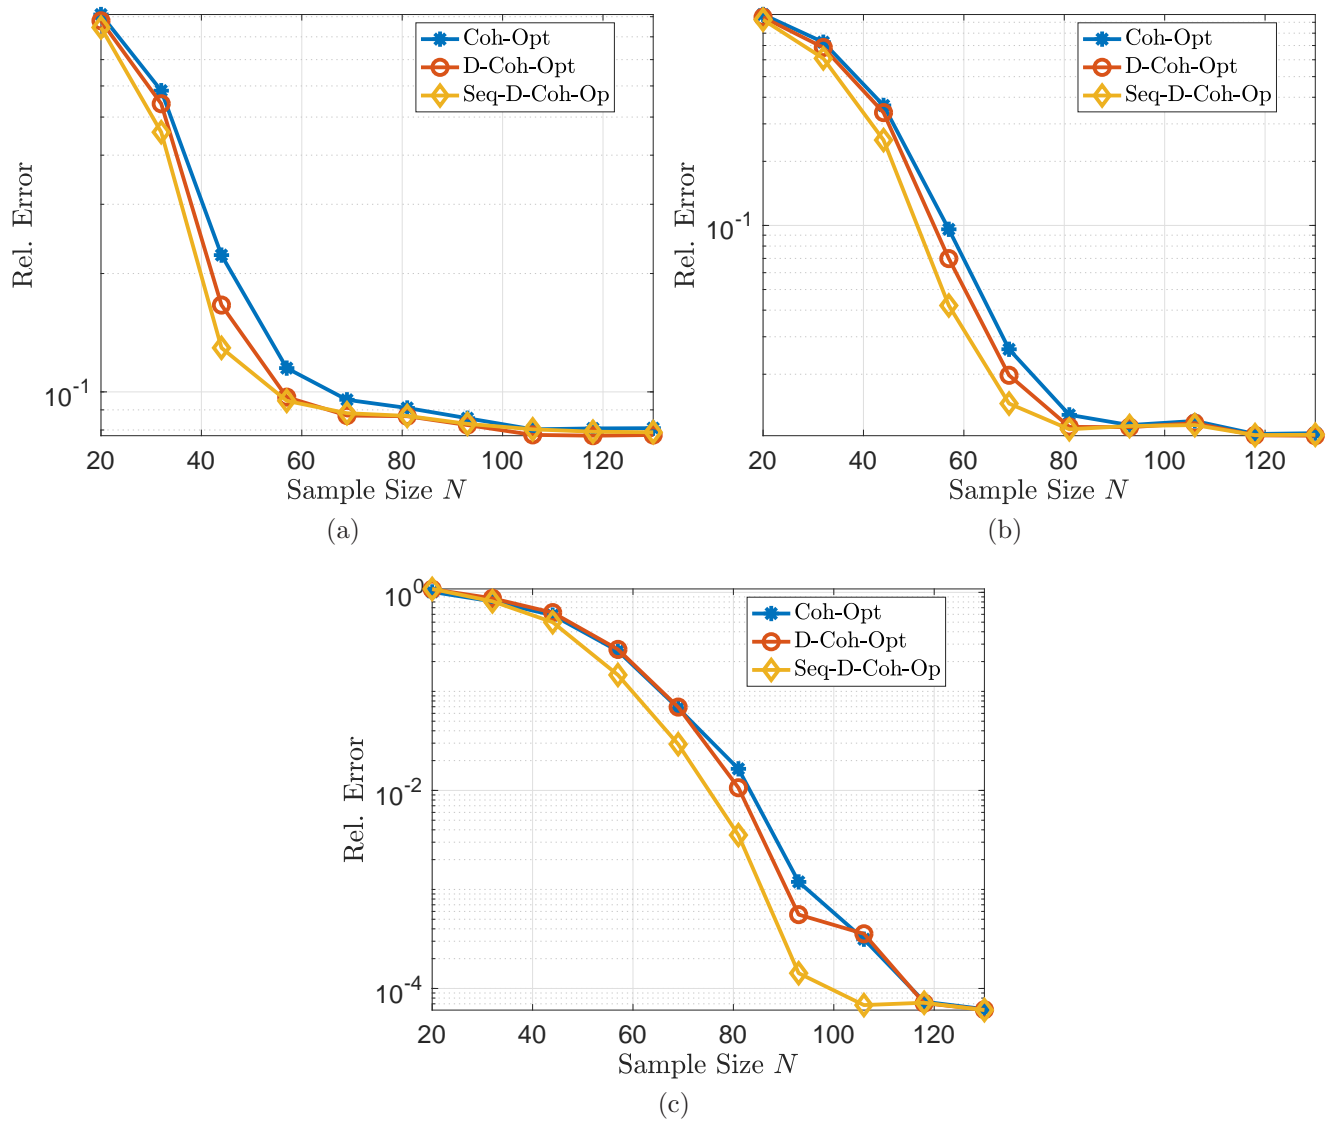 Coh-Opt
D-Coh-Opt
Seq-D-Coh-Op
Rel. Error
10^-1
20 40 60 80 100 120
Sample Size N
(a)
Coh-Opt
D-Coh-Opt
Seq-D-Coh-Op
Rel. Error
10^-1
20 40 60 80 100 120
Sample Size N
(b)
Coh-Opt
D-Coh-Opt
Seq-D-Coh-Op
Rel. Error
10^0
10^-2
10^-4
20 40 60 80 100 120
Sample Size N
(c)